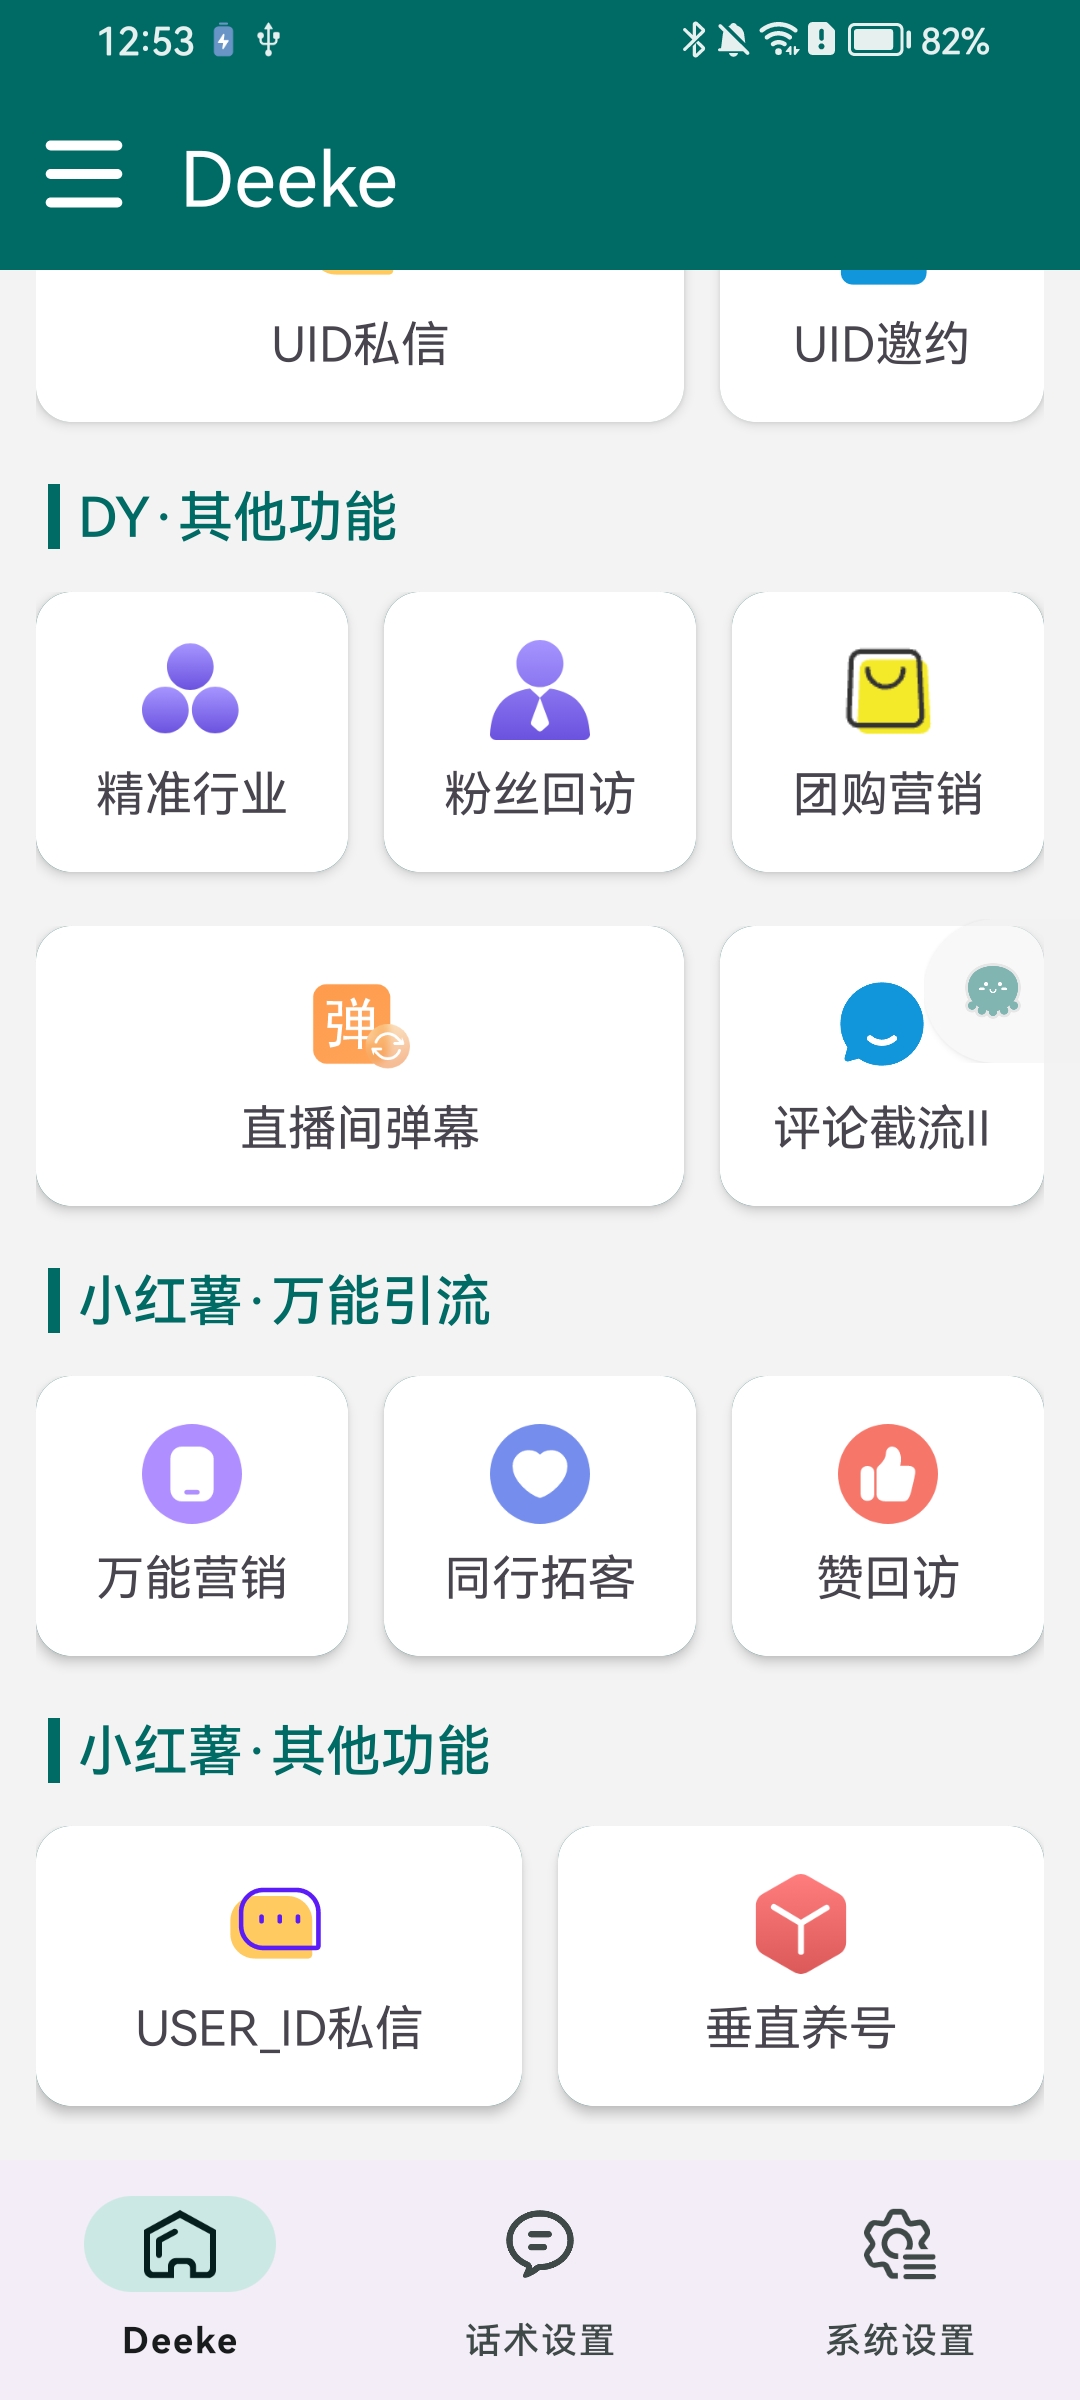 12:53
82%
Deeke
UID私信
UID邀约
DY·其他功能
精准行业
粉丝回访
团购营销
弹
直播间弹幕
评论截流II
小红薯·万能引流
万能营销
同行拓客
赞回访
小红薯·其他功能
USER_ID私信
垂直养号
Deeke
话术设置
系统设置